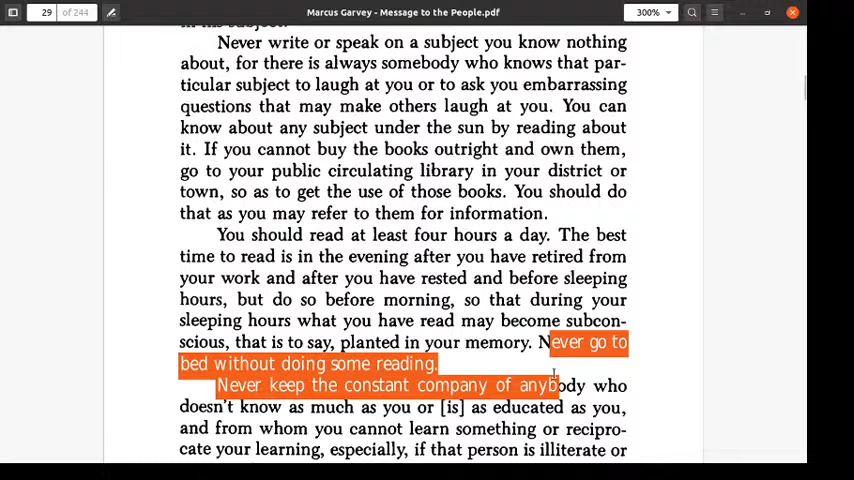 29 of 244
Marcus Garvey - Message to the People.pdf
300%
Never write or speak on a subject you know nothing
about, for there is always somebody who knows that par-
ticular subject to laugh at you or to ask you embarrassing
questions that may make others laugh at you. You can
know about any subject under the sun by reading about
it. If you cannot buy the books outright and own them,
go to your public circulating library in your district or
town, so as to get the use of those books. You should do
that as you may refer to them for information.
You should read at least four hours a day. The best
time to read is in the evening after you have retired from
your work and after you have rested and before sleeping
hours, but do so before morning, so that during your
sleeping hours what you have read may become subcon-
scious, that is to say, planted in your memory. Never go to
bed without doing some reading.
Never keep the constant company of anybody who
doesn't know as much as you or [is] as educated as you,
and from whom you cannot learn something or recipro-
cate your learning, especially, if that person is illiterate or